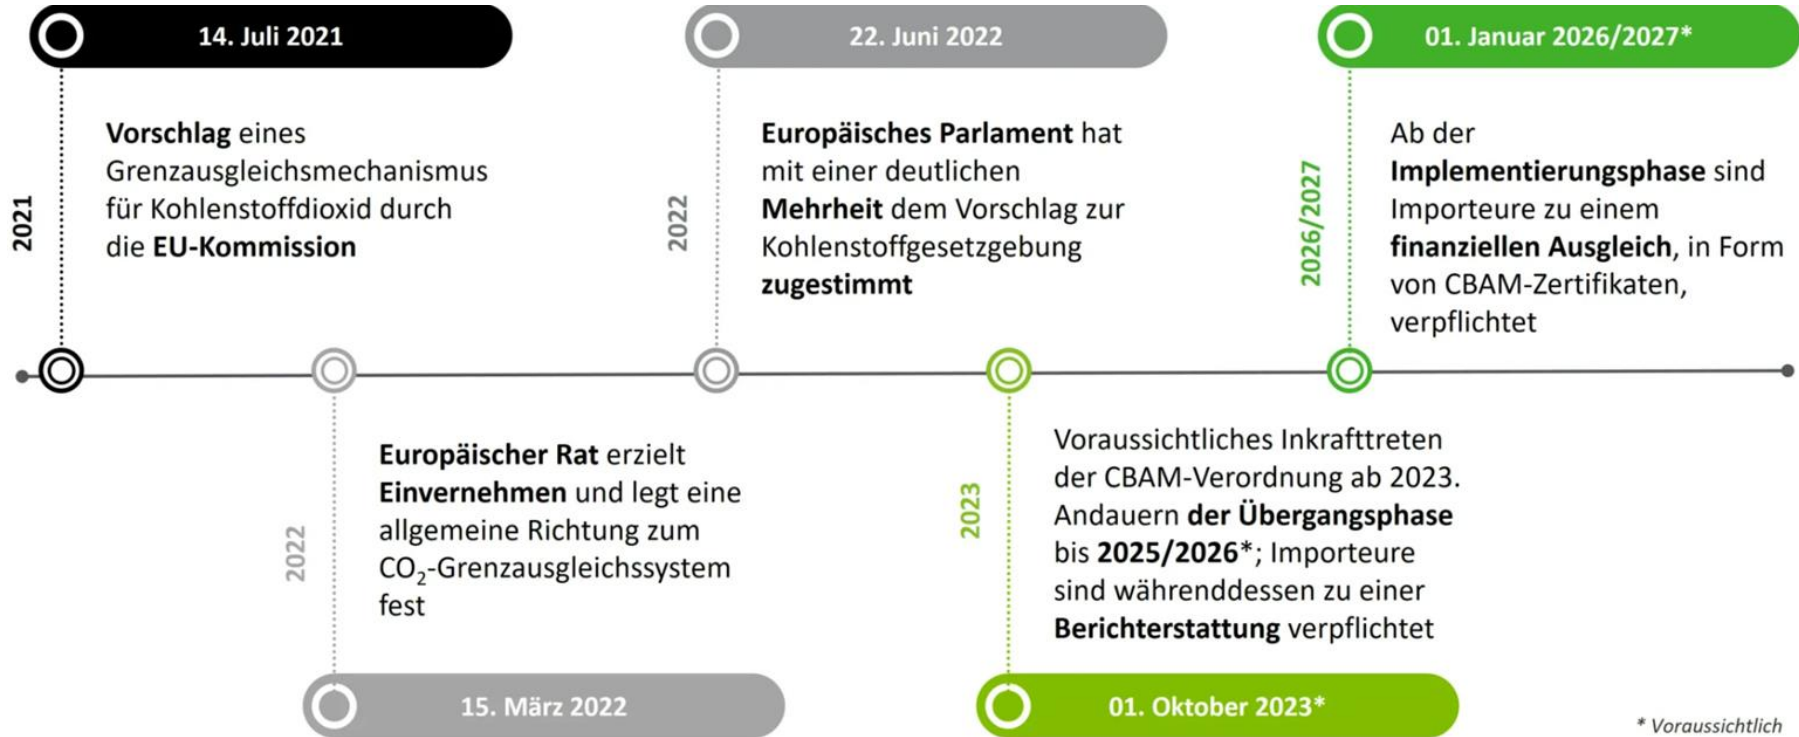 14. Juli 2021
Vorschlag eines
Grenzausgleichsmechanismus
für Kohlenstoffdioxid durch
die EU-Kommission
2021
Europäischer Rat erzielt
Einvernehmen und legt eine
allgemeine Richtung zum
CO₂-Grenzausgleichssystem
fest
2022
15. März 2022
22. Juni 2022
Europäisches Parlament hat
mit einer deutlichen
Mehrheit dem Vorschlag zur
Kohlenstoffgesetzgebung
zugestimmt
2022
Voraussichtliches Inkrafttreten
der CBAM-Verordnung ab 2023.
Andauern der Übergangsphase
bis 2025/2026*; Importeure
sind währenddessen zu einer
Berichterstattung verpflichtet
2023
01. Oktober 2023*
01. Januar 2026/2027*
Ab der
Implementierungsphase sind
Importeure zu einem
finanziellen Ausgleich, in Form
von CBAM-Zertifikaten,
verpflichtet
2026/2027
* Voraussichtlich